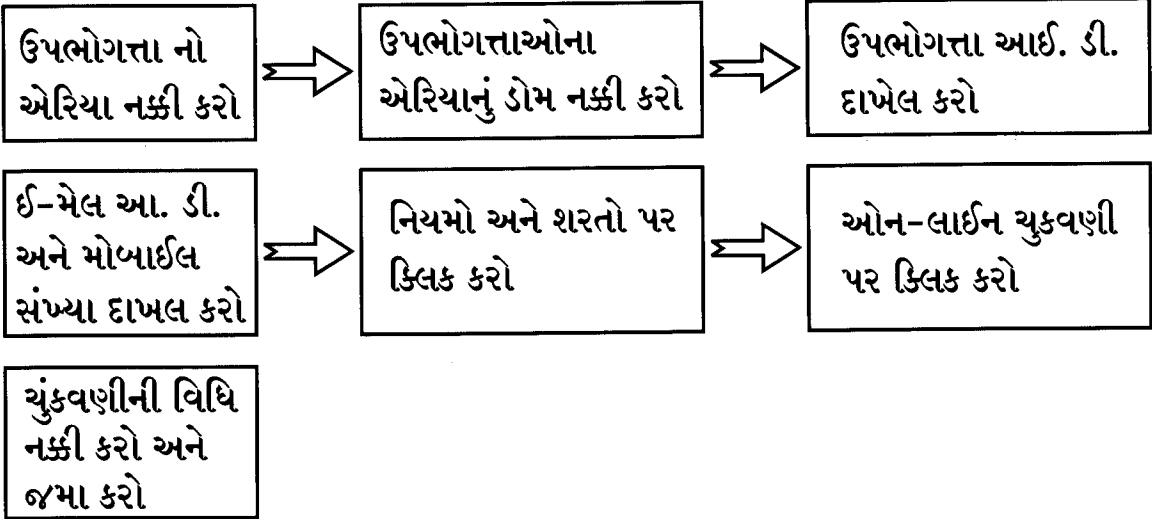 ઉપભોગત્તા નો
એરિયા નક્કી કરો
ઉપભોગત્તાઓના
એરિયાનું ડોમ નક્કી કરો
ઉપભોગત્તા આઈ. ડી.
દાખેલ કરો
ઈ-મેલ આ. ડી.
અને મોબાઈલ
સંખ્યા દાખલ કરો
નિયમો અને શરતો પર
ક્લિક કરો
ઓન-લાઈન ચુકવણી
પર ક્લિક કરો
ચુંકવણીની વિધિ
નક્કી કરો અને
જમા કરો